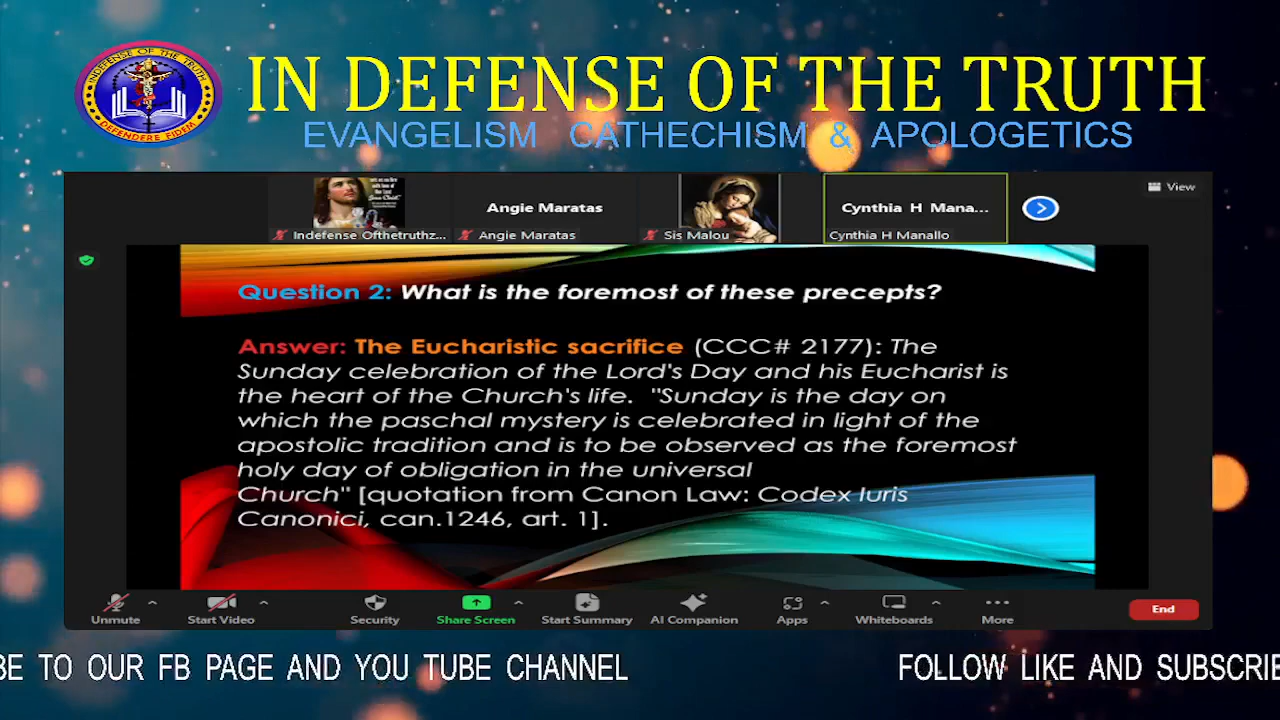 INDEFENSE OF THE TRUTH
DEFENDERE FIDEM
IN DEFENSE OF THE TRUTH
EVANGELISM CATHECHISM & APOLOGETICS
View
Angie Maratas
Cynthia H Mana...
Indefense Ofthetruthz...
Angie Maratas
Sis Malou
Cynthia H Manallo
Question 2: What is the foremost of these precepts?
Answer: The Eucharistic sacrifice (CCC# 2177): The
Sunday celebration of the Lord's Day and his Eucharist is
the heart of the Church's life. "Sunday is the day on
which the paschal mystery is celebrated in light of the
apostolic tradition and is to be observed as the foremost
holy day of obligation in the universal
Church" [quotation from Canon Law: Codex Iuris
Canonici, can.1246, art. 1].
Unmute
Start Video
Security
Share Screen
Start Summary
AI Companion
Apps
Whiteboards
More
End
BE TO OUR FB PAGE AND YOU TUBE CHANNEL
FOLLOW LIKE AND SUBSCRIBE